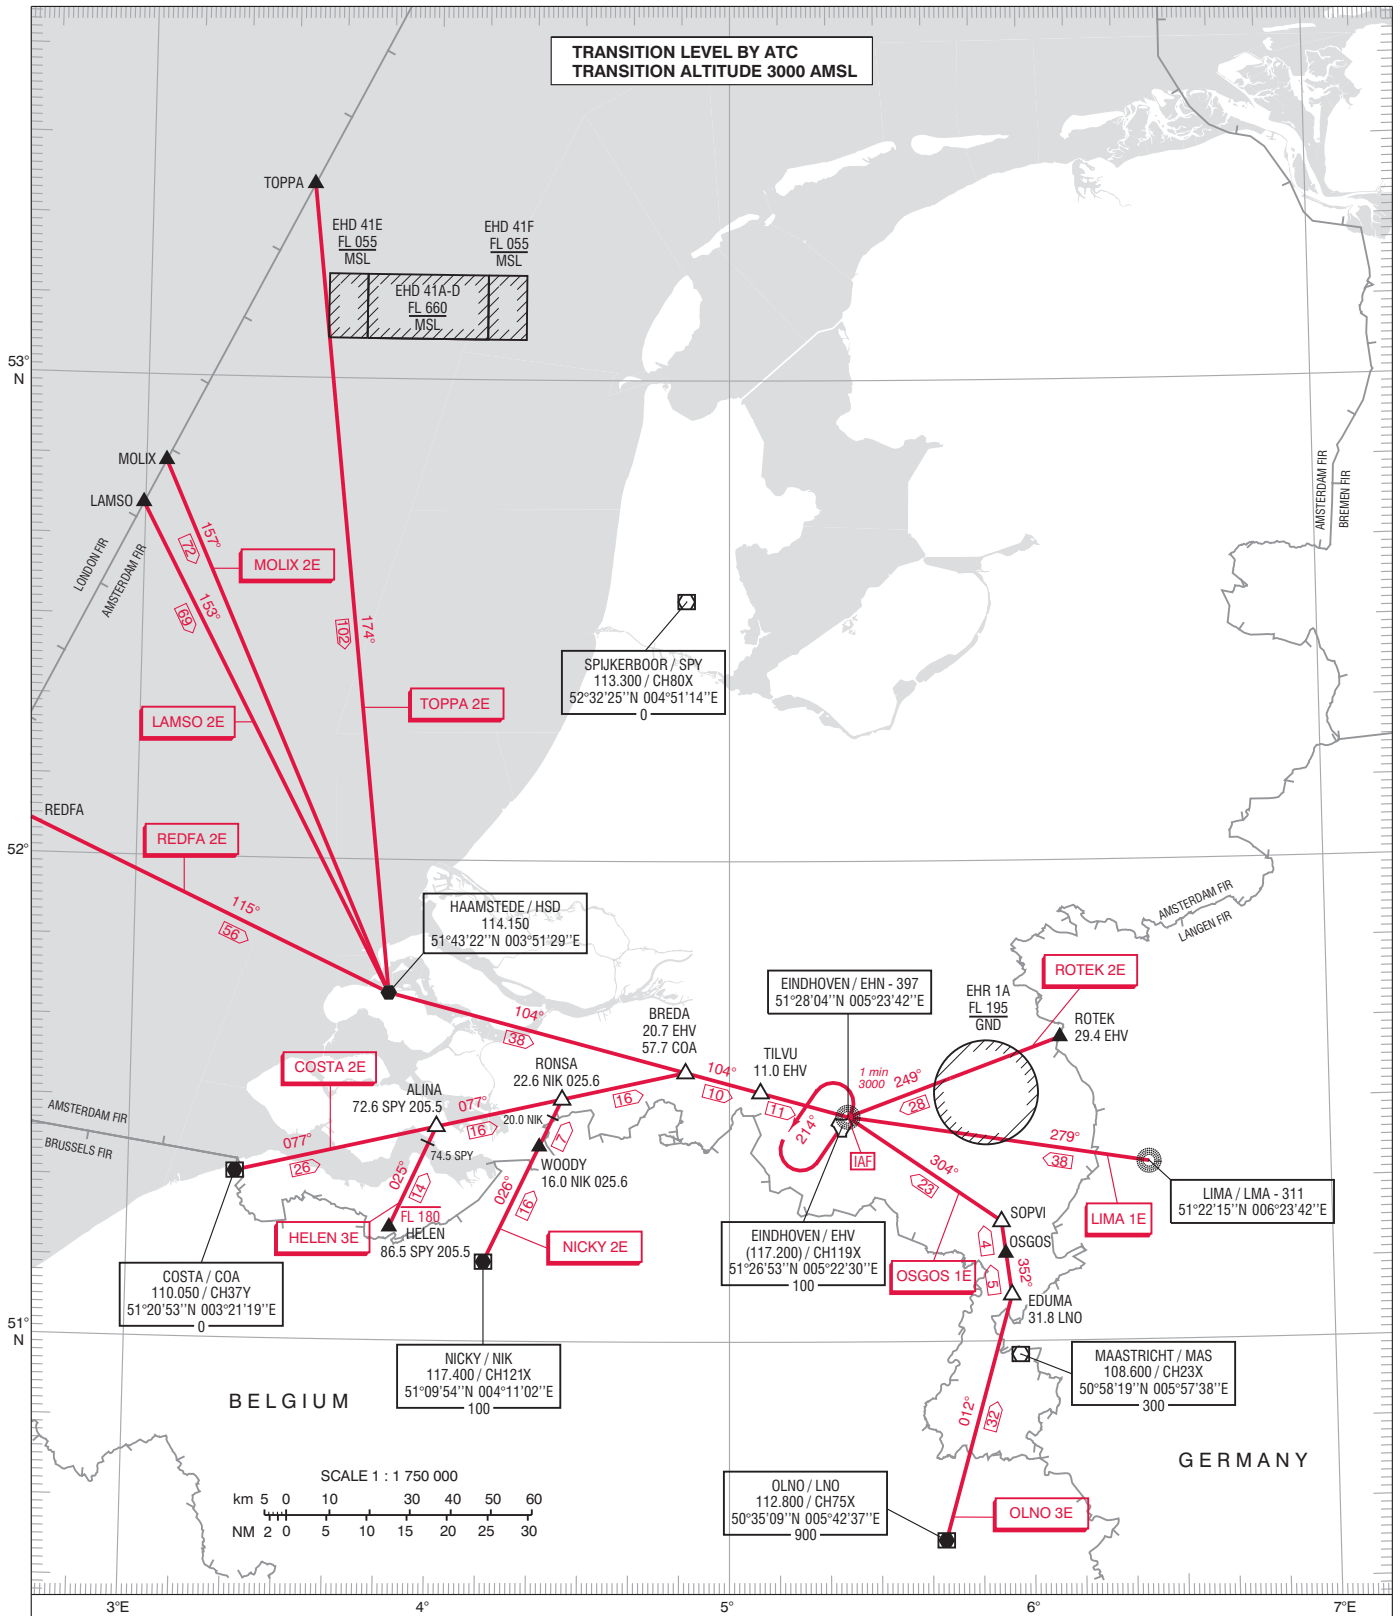 TRANSITION LEVEL BY ATC
TRANSITION ALTITUDE 3000 AMSL
TOPPA
EHD 41E
FL 055
MSL
EHD 41F
FL 055
MSL
EHD 41A-D
FL 660
MSL
53°
N
MOLIX
LAMSO
LONDON FIR
AMSTERDAM FIR
AMSTERDAM FIR
BREMEN FIR
157°
72
MOLIX 2E
153°
69
174°
102
SPIJKERBOOR / SPY
113.300 / CH80X
52°32'25''N 004°51'14''E
0
LAMSO 2E
TOPPA 2E
REDFA
REDFA 2E
52°
115°
56
HAAMSTEDE / HSD
114.150
51°43'22''N 003°51'29''E
AMSTERDAM FIR
LANGEN FIR
EINDHOVEN / EHN - 397
51°28'04''N 005°23'42''E
ROTEK 2E
EHR 1A
FL 195
GND
ROTEK
29.4 EHV
104°
38
BREDA
20.7 EHV
57.7 COA
TILVU
11.0 EHV
104°
10
11
1 min
3000
249°
28
COSTA 2E
RONSA
22.6 NIK 025.6
ALINA
72.6 SPY 205.5
077°
16
16
20.0 NIK
7
AMSTERDAM FIR
BRUSSELS FIR
077°
26
74.5 SPY
025°
14
WOODY
16.0 NIK 025.6
026°
16
214°
IAF
279°
38
304°
23
LIMA / LMA - 311
51°22'15''N 006°23'42''E
LIMA 1E
SOPVI
4
OSGOS
352°
5
FL 180
HELEN
86.5 SPY 205.5
HELEN 3E
NICKY 2E
EINDHOVEN / EHV
(117.200) / CH119X
51°26'53''N 005°22'30''E
100
OSGOS 1E
COSTA / COA
110.050 / CH37Y
51°20'53''N 003°21'19''E
0
EDUMA
31.8 LNO
51°
N
NICKY / NIK
117.400 / CH121X
51°09'54''N 004°11'02''E
100
MAASTRICHT / MAS
108.600 / CH23X
50°58'19''N 005°57'38''E
300
BELGIUM
012°
32
GERMANY
SCALE 1 : 1 750 000
km 5 0 10 30 40 50 60
NM 2 0 5 10 15 20 25 30
OLNO / LNO
112.800 / CH75X
50°35'09''N 005°42'37''E
900
OLNO 3E
3°E 4° 5° 6° 7°E